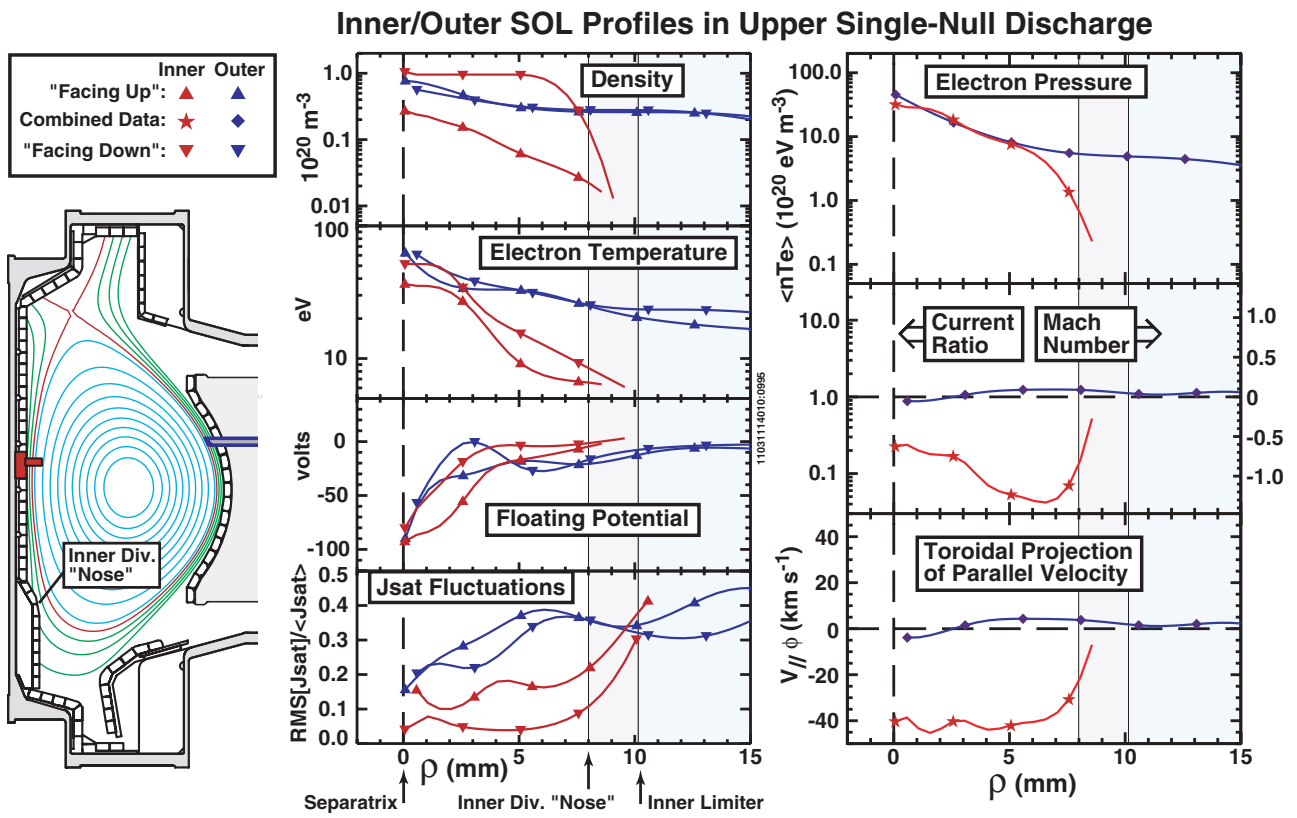 Inner/Outer SOL Profiles in Upper Single-Null Discharge
Inner Outer
"Facing Up":
Combined Data:
"Facing Down":
Inner Div.
"Nose"
Density
10²⁰ m⁻³
1.0
0.1
0.01
Electron Temperature
eV
100
10
Floating Potential
volts
0
-50
-100
Jsat Fluctuations
RMS[Jsat]/<Jsat>
0.5
0.4
0.3
0.2
0.1
0.0
0 5 10 15
ρ (mm)
Separatrix
Inner Div. "Nose"
Inner Limiter
11031114010:0995
Electron Pressure
<nTe> (10²⁰ eV m⁻³)
100.0
10.0
1.0
0.1
Current
Ratio
Mach
Number
10.0
1.0
0.1
1.0
0.5
0
-0.5
-1.0
Toroidal Projection
of Parallel Velocity
V// ϕ (km s⁻¹)
40
20
0
-20
-40
0 5 10 15
ρ (mm)